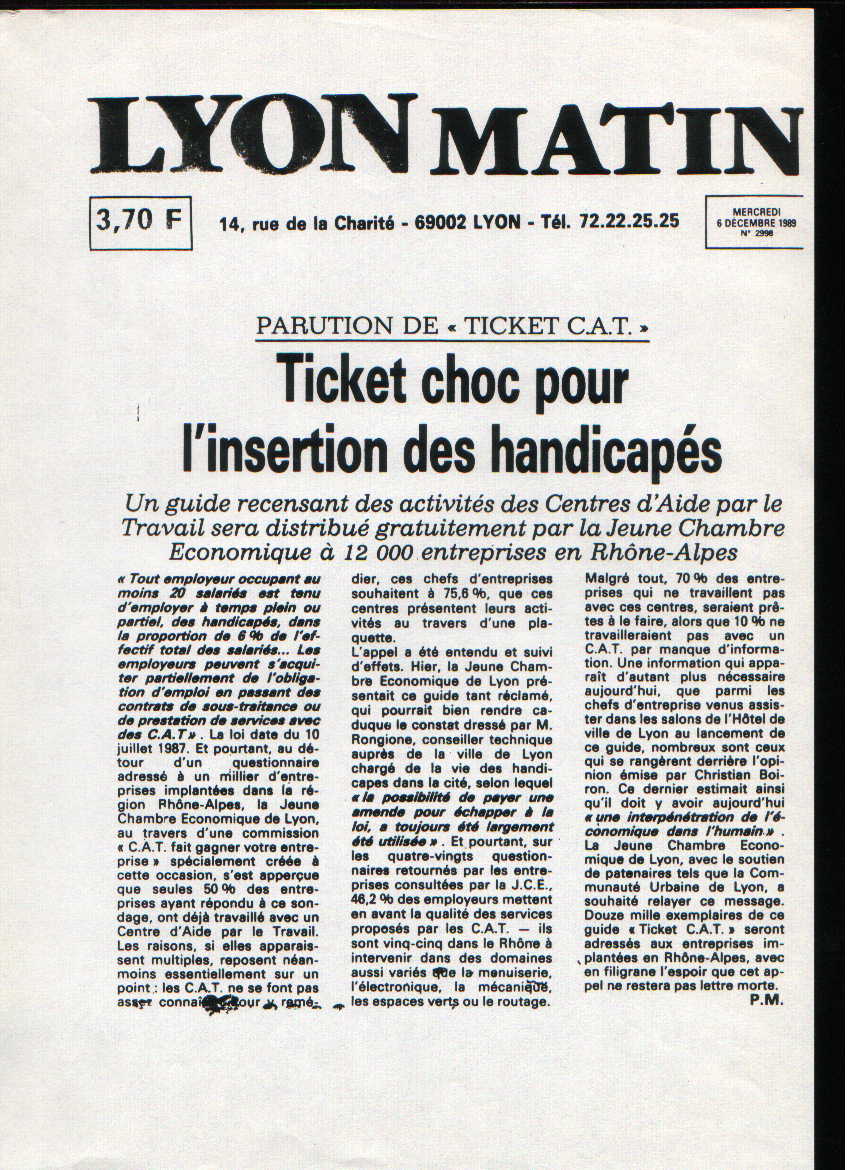 LYON MATIN
3,70 F
14, rue de la Charité - 69002 LYON - Tél. 72.22.25.25
MERCREDI
6 DÉCEMBRE 1989
N° 2998
PARUTION DE « TICKET C.A.T. »
Ticket choc pour
l'insertion des handicapés
Un guide recensant des activités des Centres d'Aide par le
Travail sera distribué gratuitement par la Jeune Chambre
Economique à 12 000 entreprises en Rhône-Alpes
« Tout employeur occupant au
moins 20 salariés est tenu
d'employer à temps plein ou
partiel, des handicapés, dans
la proportion de 6 % de l'ef-
fectif total des salariés... Les
employeurs peuvent s'acqui-
ter partiellement de l'obliga-
tion d'emploi en passant des
contrats de sous-traitance ou
de prestation de services avec
des C.A.T.» . La loi date du 10
juillet 1987. Et pourtant, au dé-
tour d'un questionnaire
adressé à un millier d'entre-
prises implantées dans la ré-
gion Rhône-Alpes, la Jeune
Chambre Economique de Lyon,
au travers d'une commission
« C.A.T. fait gagner votre entre-
prise » spécialement créée à
cette occasion, s'est apperçue
que seules 50 % des entre-
prises ayant répondu à ce son-
dage, ont déjà travaillé avec un
Centre d'Aide par le Travail.
Les raisons, si elles apparais-
sent multiples, reposent néan-
moins essentiellement sur un
point : les C.A.T. ne se font pas
asser y remé-
dier, ces chefs d'entreprises
souhaitent à 75,6 %, que ces
centres présentent leurs acti-
vités au travers d'une pla-
quette.
L'appel a été entendu et suivi
d'effets. Hier, la Jeune Cham-
bre Economique de Lyon pré-
sentait ce guide tant réclamé,
qui pourrait bien rendre ca-
duque le constat dressé par M.
Rongione, conseiller technique
auprès de la ville de Lyon
chargé de la vie des handi-
capés dans la cité, selon lequel
« la possibilité de payer une
amende pour échapper à la
loi, a toujours été largement
été utilisée » . Et pourtant, sur
les quatre-vingts question-
naires retournés par les entre-
prises consultées par la J.C.E.,
46,2 % des employeurs mettent
en avant la qualité des services
proposés par les C.A.T. — ils
sont vinq-cinq dans le Rhône à
intervenir dans des domaines
aussi variés que la menuiserie,
l'électronique, la mécanique,
les espaces verts ou le routage.
Malgré tout, 70 % des entre-
prises qui ne travaillent pas
avec ces centres, seraient prê-
tes à le faire, alors que 10 % ne
travailleraient pas avec un
C.A.T. par manque d'informa-
tion. Une information qui appa-
raît d'autant plus nécessaire
aujourd'hui, que parmi les
chefs d'entreprise venus assis-
ter dans les salons de l'Hôtel de
ville de Lyon au lancement de
ce guide, nombreux sont ceux
qui se rangèrent derrière l'opi-
nion émise par Christian Boi-
ron. Ce dernier estimait ainsi
qu'il doit y avoir aujourd'hui
« une interpénétration de l'é-
conomique dans l'humain » .
La Jeune Chambre Econo-
mique de Lyon, avec le soutien
de patenaires tels que la Com-
munauté Urbaine de Lyon, a
souhaité relayer ce message.
Douze mille exemplaires de ce
guide « Ticket C.A.T. » seront
adressés aux entreprises im-
plantées en Rhône-Alpes, avec
en filigrane l'espoir que cet ap-
pel ne restera pas lettre morte.
P.M.